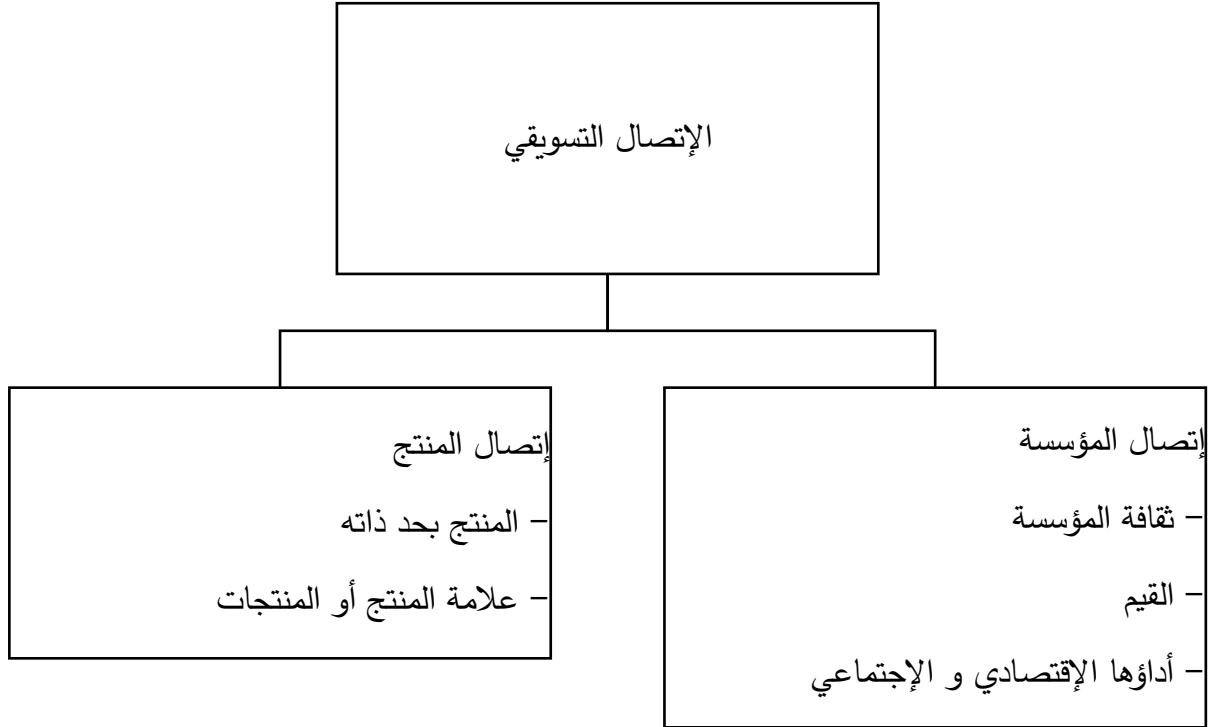 الإتصال التسويقي
إتصال المؤسسة
- ثقافة المؤسسة
- القيم
- أداؤها الإقتصادي و الإجتماعي
إتصال المنتج
- المنتج بحد ذاته
- علامة المنتج أو المنتجات